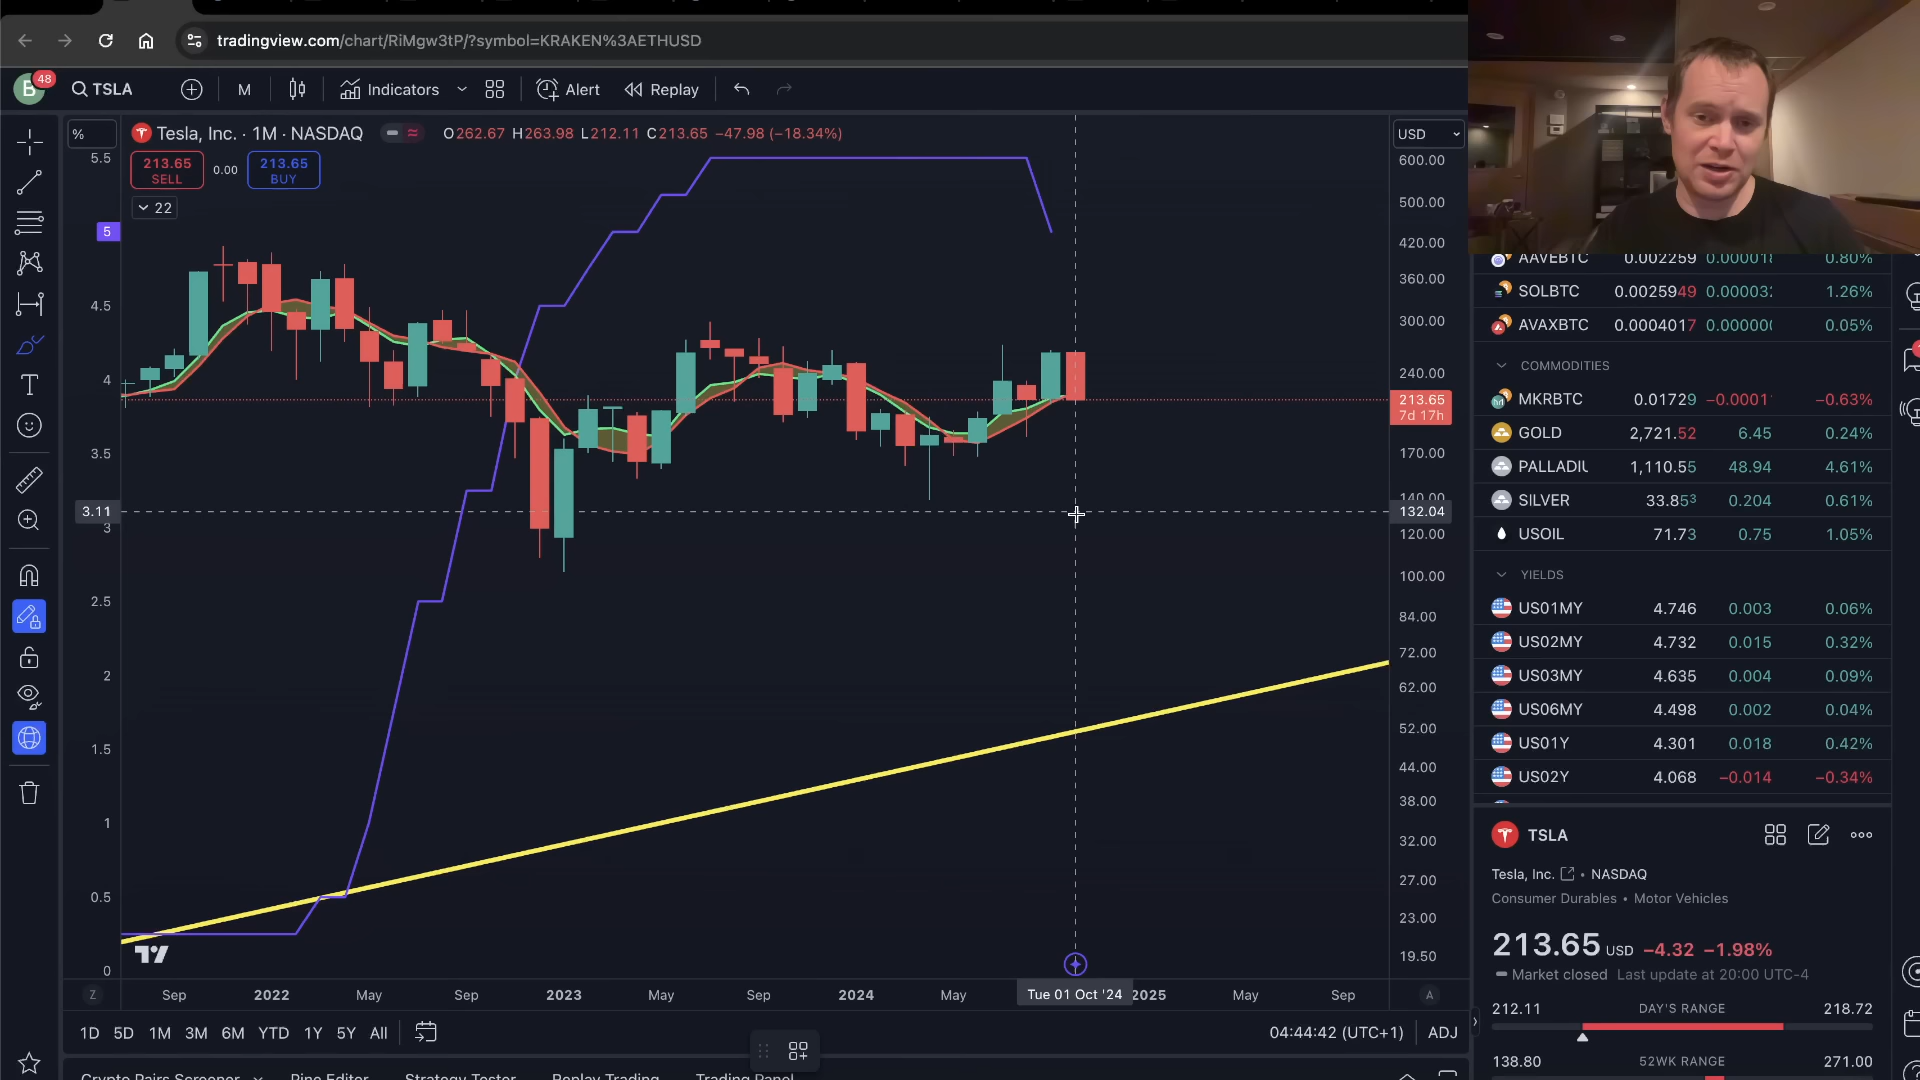 tradingview.com/chart/RiMgw3tP/?symbol=KRAKEN%3AETHUSD
B 48 TSLA M Indicators Alert Replay
% Tesla, Inc. · 1M · NASDAQ O262.67 H263.98 L212.11 C213.65 −47.98 (−18.34%) USD
213.65 SELL 0.00 213.65 BUY
22
5.5
5
4.5
4
3.5
3.11
3
2.5
2
1.5
1
0.5
0
600.00
500.00
420.00
360.00
300.00
240.00
213.65
7d 17h
170.00
140.00
132.04
120.00
100.00
84.00
72.00
62.00
52.00
44.00
38.00
32.00
27.00
23.00
19.50
Z Sep 2022 May Sep 2023 May Sep 2024 May Tue 01 Oct '24 2025 May Sep A
1D 5D 1M 3M 6M YTD 1Y 5Y All 04:44:42 (UTC+1) ADJ
Crypto Pairs Screener Pine Editor Strategy Tester Replay Trading Trading Panel
AAVEBTC 0.002259 0.80%
SOLBTC 0.0025949 0.00003 1.26%
AVAXBTC 0.0004017 0.00000 0.05%
COMMODITIES
MKRBTC 0.01729 −0.0001 −0.63%
GOLD 2,721.52 6.45 0.24%
PALLADIU 1,110.55 48.94 4.61%
SILVER 33.853 0.204 0.61%
USOIL 71.73 0.75 1.05%
YIELDS
US01MY 4.746 0.003 0.06%
US02MY 4.732 0.015 0.32%
US03MY 4.635 0.004 0.09%
US06MY 4.498 0.002 0.04%
US01Y 4.301 0.018 0.42%
US02Y 4.068 −0.014 −0.34%
TSLA
Tesla, Inc. • NASDAQ
Consumer Durables • Motor Vehicles
213.65 USD −4.32 −1.98%
Market closed Last update at 20:00 UTC-4
212.11 DAY'S RANGE 218.72
138.80 52WK RANGE 271.00